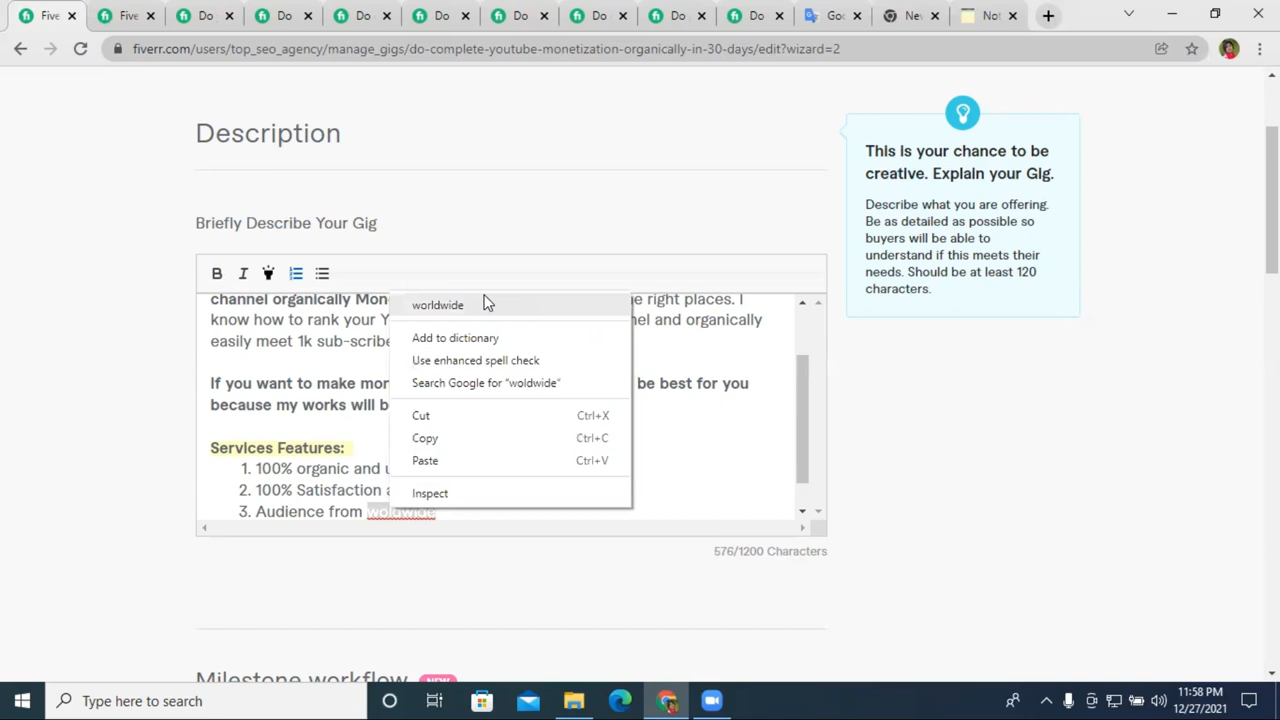 Five
Five
Do
Do
Do
Do
Do
Do
Do
Do
Goo
Nev
Not
fiverr.com/users/top_seo_agency/manage_gigs/do-complete-youtube-monetization-organically-in-30-days/edit?wizard=2
Description
Briefly Describe Your Gig
B I
channel organically Mon
e right places. I
know how to rank your Y
nel and organically
easily meet 1k sub-scribe
If you want to make mon
be best for you
because my works will b
Services Features:
1. 100% organic and u
2. 100% Satisfaction a
3. Audience from woldwide
worldwide
Add to dictionary
Use enhanced spell check
Search Google for “woldwide”
Cut Ctrl+X
Copy Ctrl+C
Paste Ctrl+V
Inspect
576/1200 Characters
This is your chance to be
creative. Explain your Gig.
Describe what you are offering.
Be as detailed as possible so
buyers will be able to
understand if this meets their
needs. Should be at least 120
characters.
Milestone workflow NEW
Type here to search
11:58 PM
12/27/2021